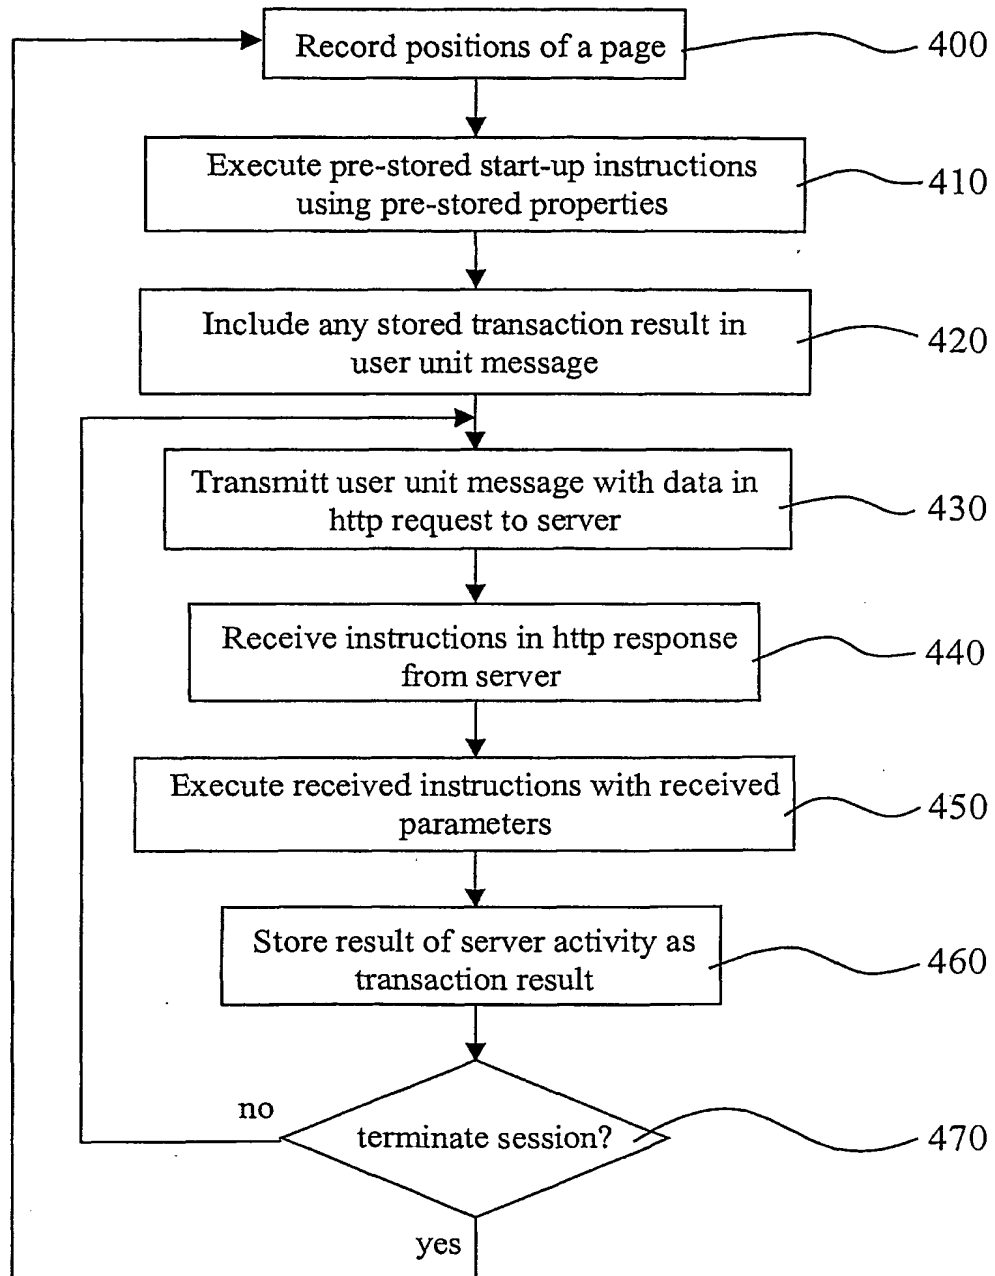 Record positions of a page
400
Execute pre-stored start-up instructions
using pre-stored properties
410
Include any stored transaction result in
user unit message
420
Transmitt user unit message with data in
http request to server
430
Receive instructions in http response
from server
440
Execute received instructions with received
parameters
450
Store result of server activity as
transaction result
460
no
terminate session?
470
yes